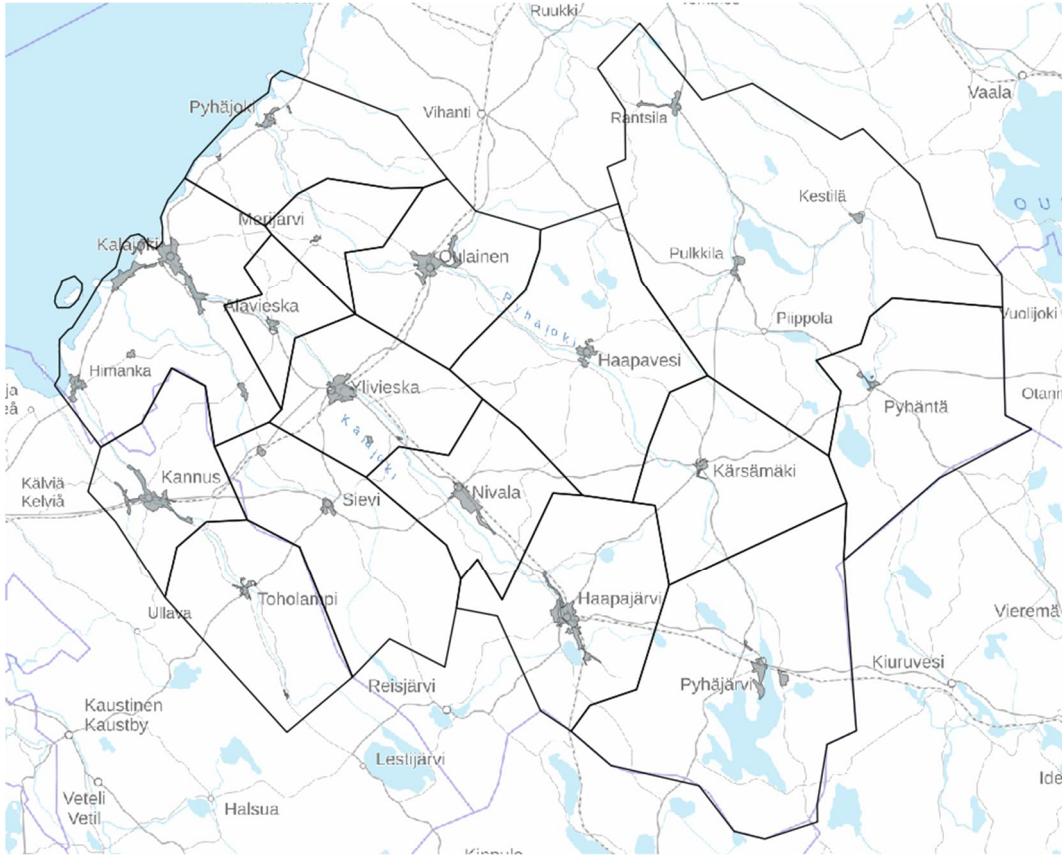 Ruukki
Vaala
Pyhäjoki
Vihanti
Rantsila
Kestilä
Merijärvi
Kalajoki
Oulainen
Pulkkila
Alavieska
Pyhäjoki
Piippola
Vuolijoki
Himanka
Haapavesi
Ylivieska
Pyhäntä
Kalajoki
Kälviä
Kelviå
Kannus
Sievi
Nivala
Kärsämäki
Toholampi
Haapajärvi
Ullava
Vieremä
Reisjärvi
Pyhäjärvi
Kiuruvesi
Kaustinen
Kaustby
Lestijärvi
Veteli
Vetil
Halsua